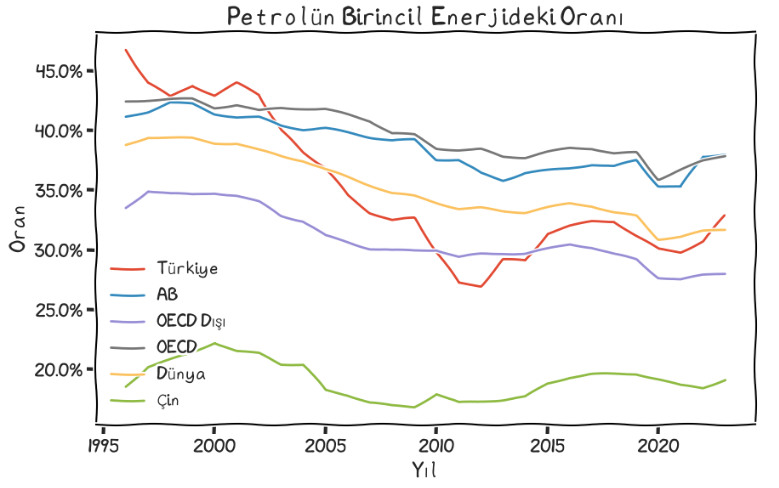 Petrolün Birincil Enerjideki Oranı
45.0%
40.0%
35.0%
30.0%
25.0%
20.0%
Oran
Türkiye
AB
OECD Dışı
OECD
Dünya
Çin
1995 2000 2005 2010 2015 2020
Yıl